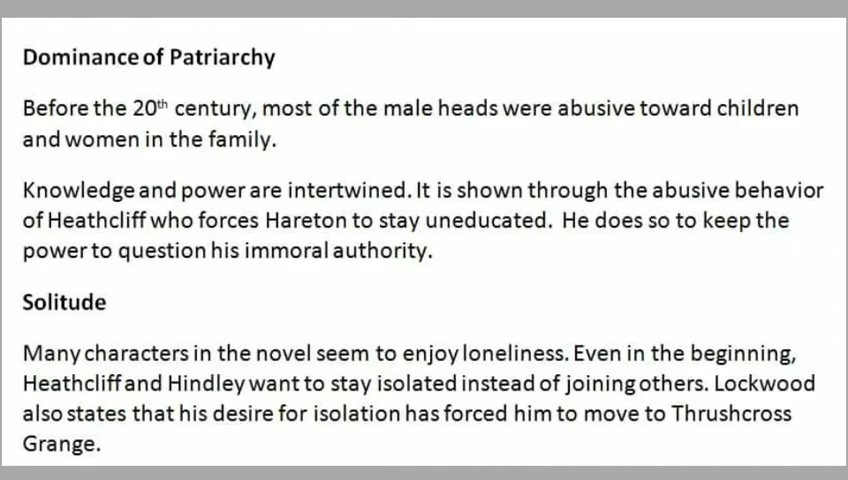 Dominance of Patriarchy
Before the 20th century, most of the male heads were abusive toward children
and women in the family.
Knowledge and power are intertwined. It is shown through the abusive behavior
of Heathcliff who forces Hareton to stay uneducated. He does so to keep the
power to question his immoral authority.
Solitude
Many characters in the novel seem to enjoy loneliness. Even in the beginning,
Heathcliff and Hindley want to stay isolated instead of joining others. Lockwood
also states that his desire for isolation has forced him to move to Thrushcross
Grange.